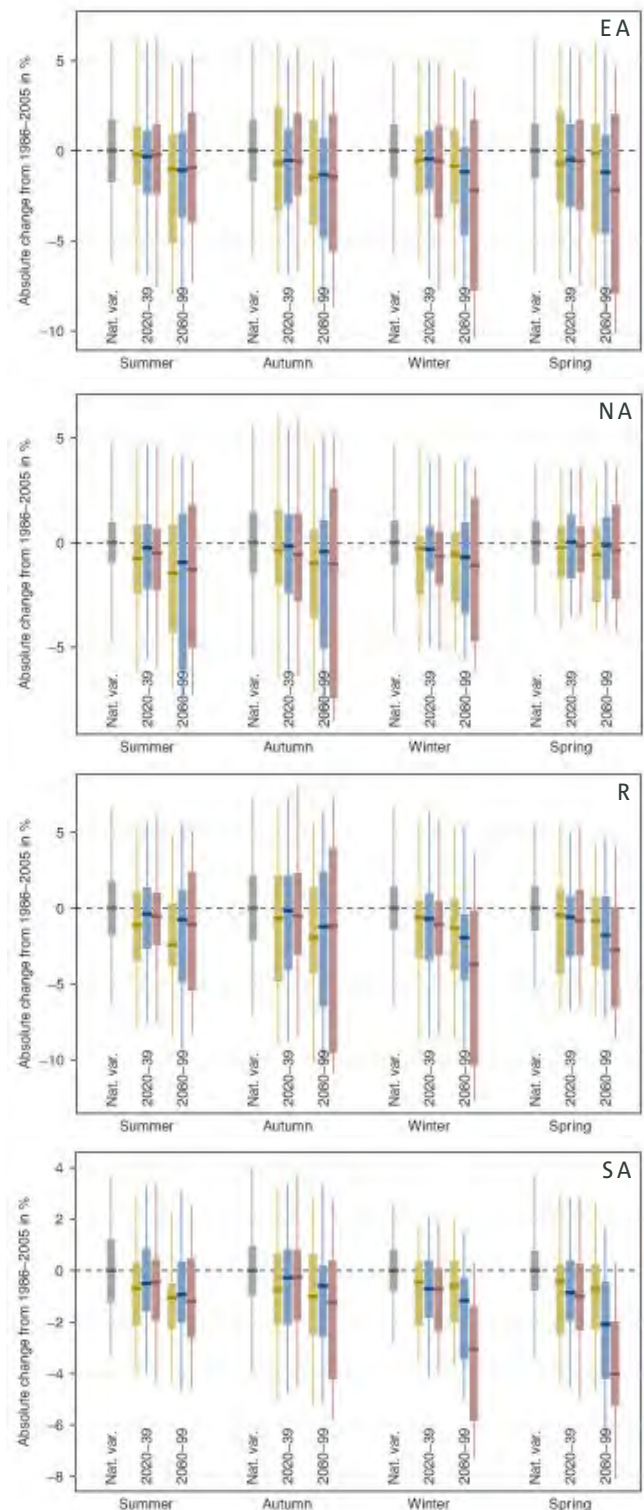 EA
Absolute change from 1986–2005 in %
5
0
−5
−10
Nat. var.
2020–39
2060–99
Nat. var.
2020–39
2060–99
Nat. var.
2020–39
2060–99
Nat. var.
2020–39
2060–99
Summer Autumn Winter Spring
NA
Absolute change from 1986–2005 in %
5
0
−5
Nat. var.
2020–39
2060–99
Nat. var.
2020–39
2060–99
Nat. var.
2020–39
2060–99
Nat. var.
2020–39
2060–99
Summer Autumn Winter Spring
R
Absolute change from 1986–2005 in %
5
0
−5
−10
Nat. var.
2020–39
2060–99
Nat. var.
2020–39
2060–99
Nat. var.
2020–39
2060–99
Nat. var.
2020–39
2060–99
Summer Autumn Winter Spring
SA
Absolute change from 1986–2005 in %
4
2
0
−2
−4
−6
−8
Nat. var.
2020–39
2060–99
Nat. var.
2020–39
2060–99
Nat. var.
2020–39
2060–99
Nat. var.
2020–39
2060–99
Summer Autumn Winter Spring